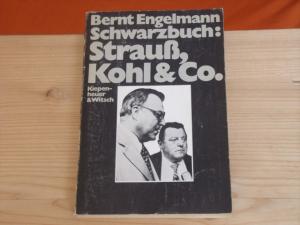 Bernt Engelmann
Schwarzbuch:
Strauß,
Kohl & Co.
Kiepen-
heuer
& Witsch